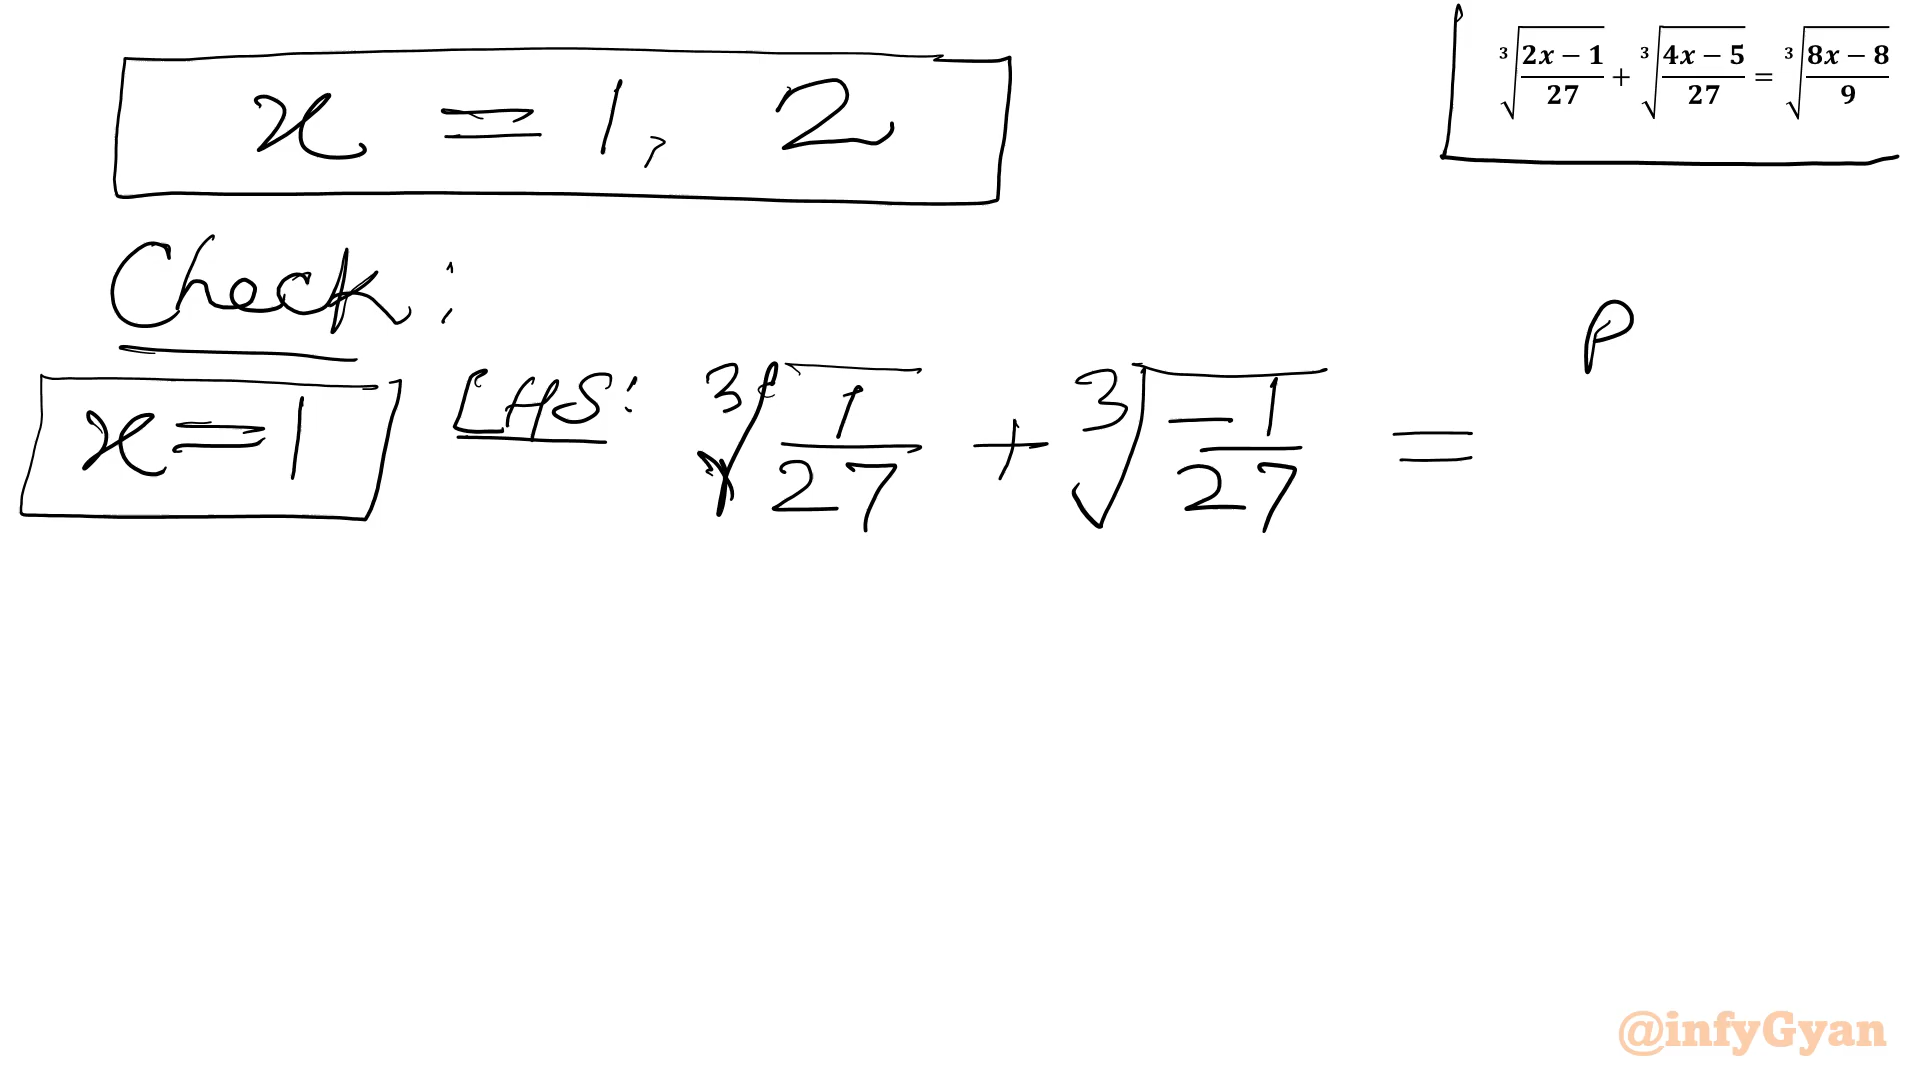 x = 1, 2
∛((2x − 1)/27) + ∛((4x − 5)/27) = ∛((8x − 8)/9)
Check :
x = 1 LHS: ∛(1/27) + ∛(−1/27) =
P
@infyGyan